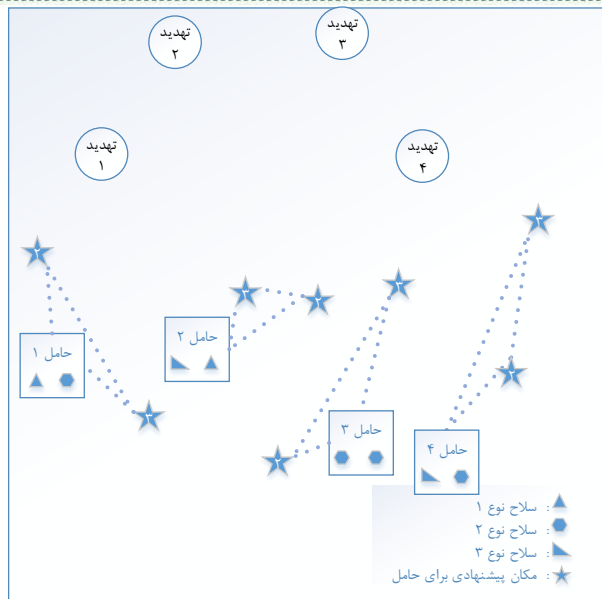 تهدید
۲
تهدید
۳
تهدید
۱
تهدید
۴
حامل ۱
حامل ۲
حامل ۳
حامل ۴
: سلاح نوع ۱
: سلاح نوع ۲
: سلاح نوع ۳
: مکان پیشنهادی برای حامل